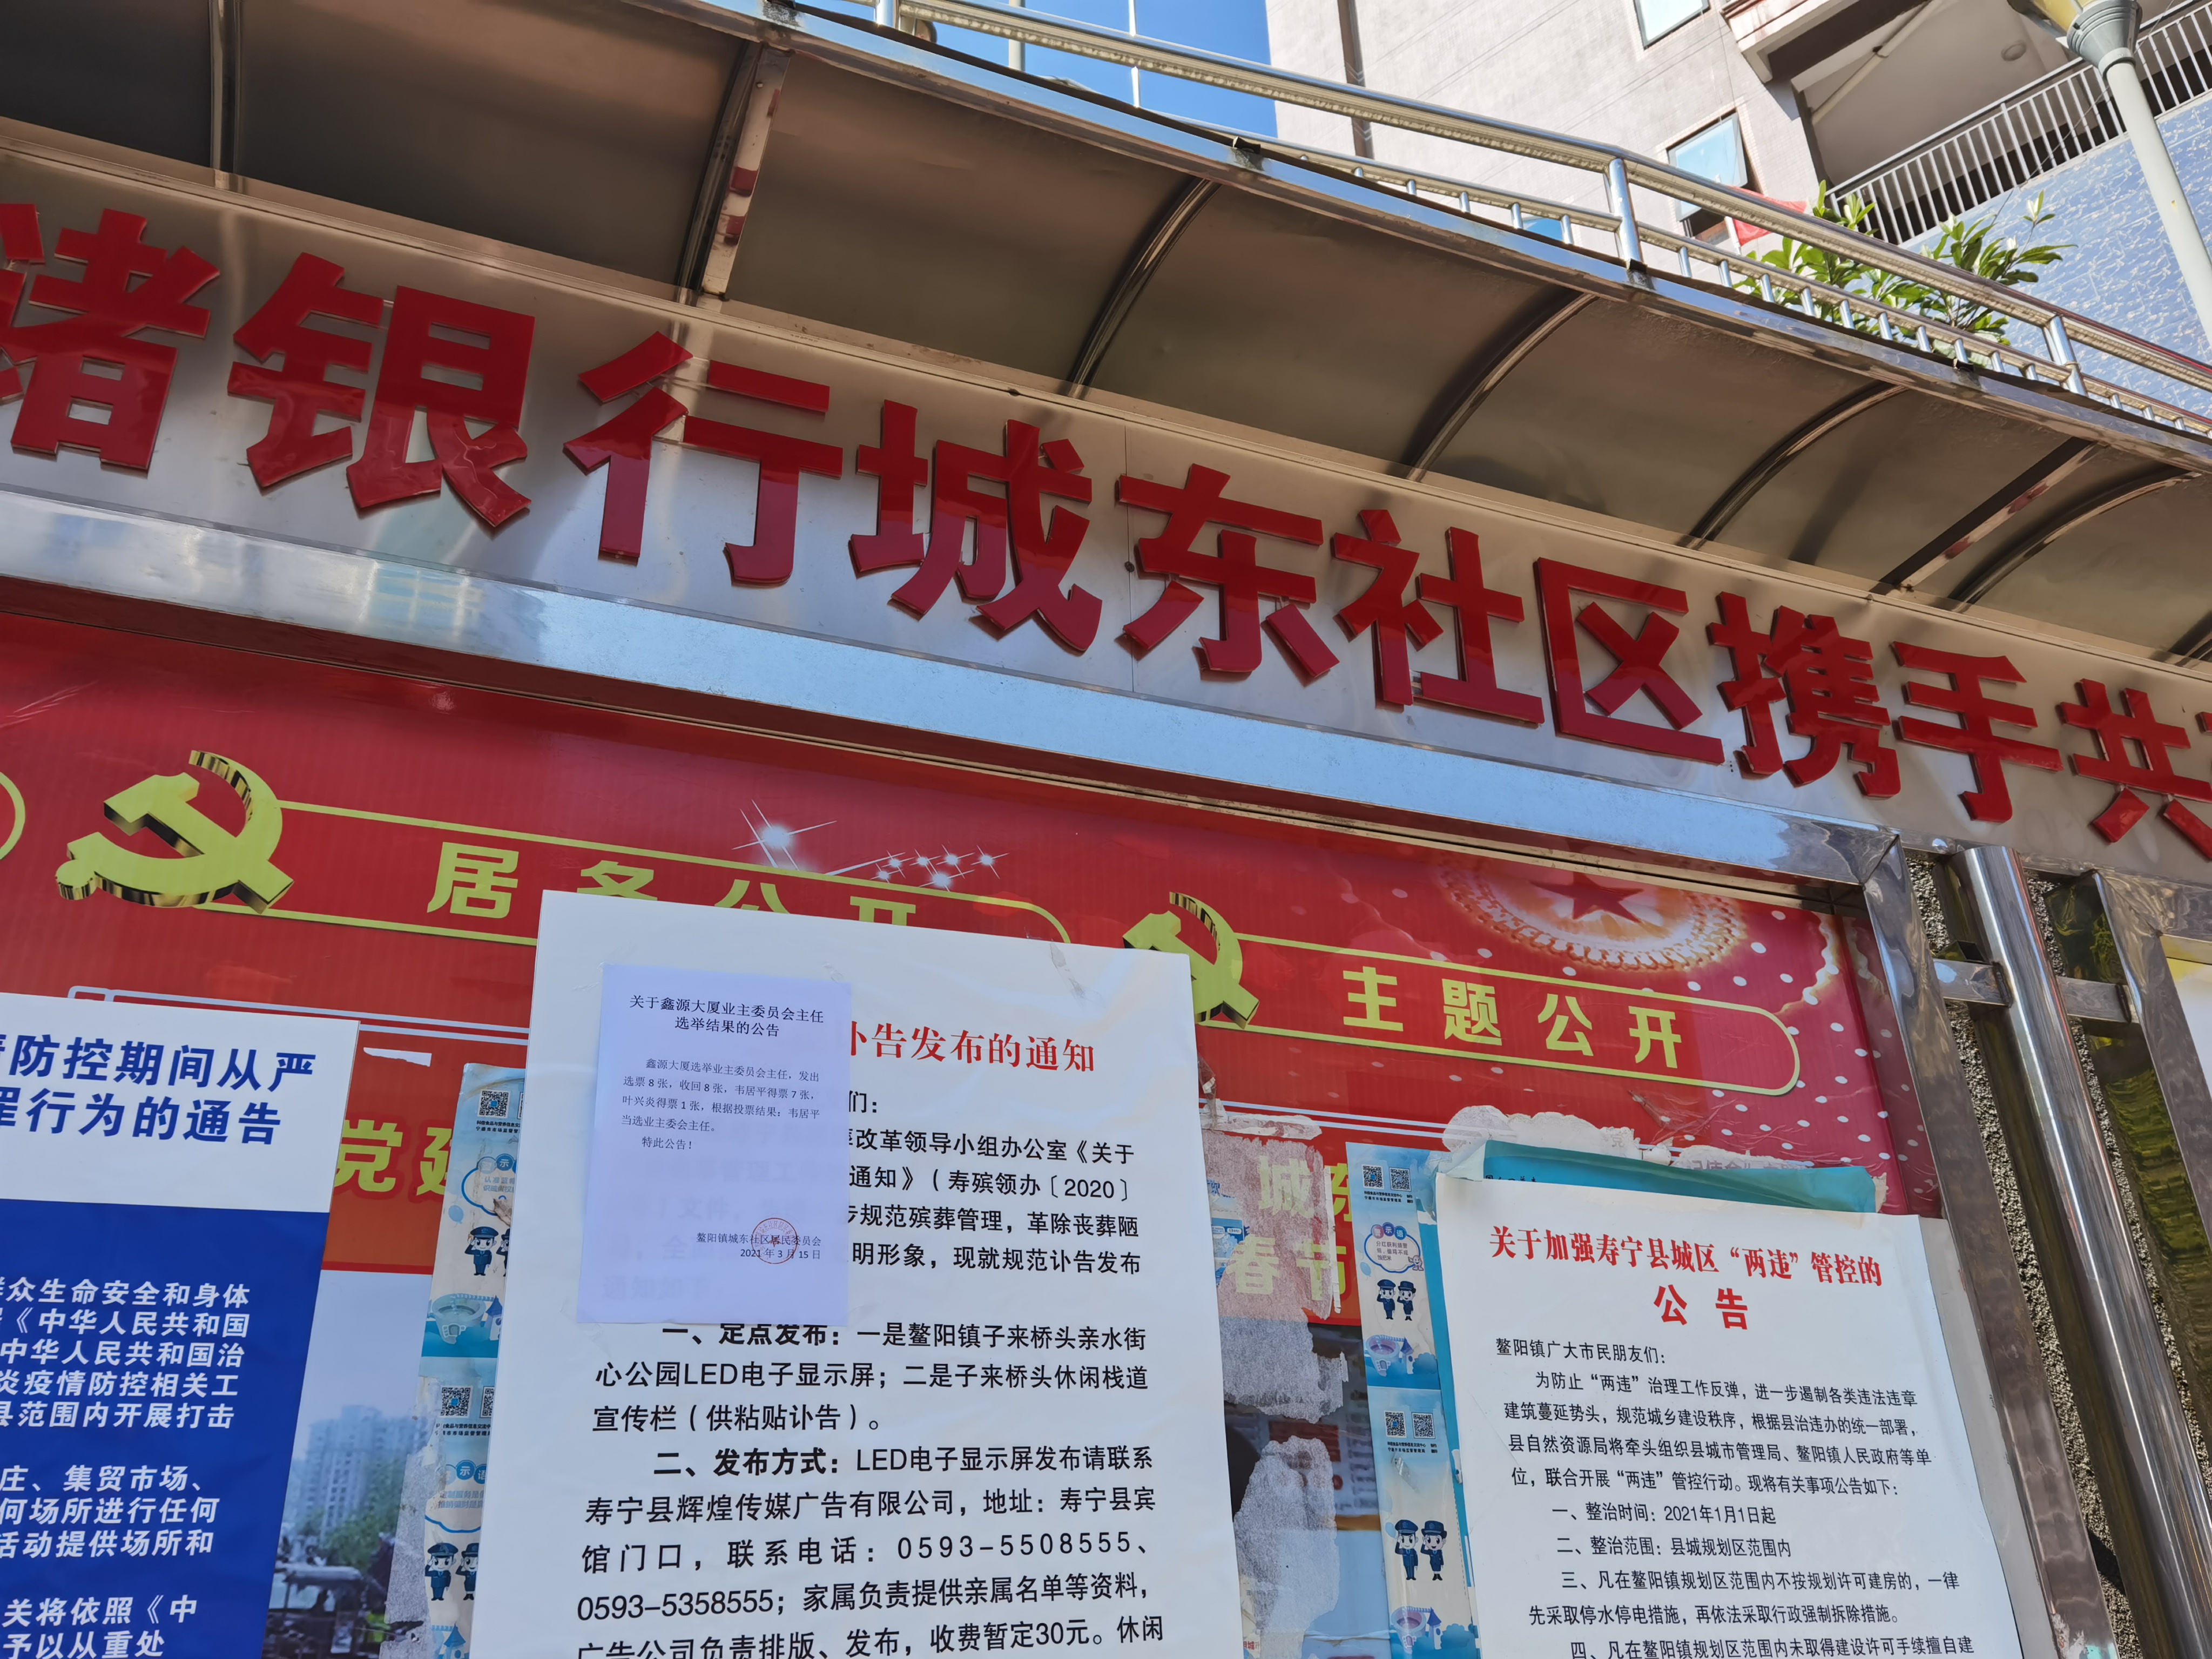 储银行城东社区携手共
居务公开
主题公开
防控期间从严
罪行为的通告
众生命安全和身体
《中华人民共和国
中华人民共和国治
炎疫情防控相关工
县范围内开展打击
庄、集贸市场、
何场所进行任何
活动提供场所和
关将依照《中
予以从重处
党建
关于鑫源大厦业主委员会主任
选举结果的公告
鑫源大厦选举业主委员会主任，发出
选票 8 张，收回 8 张，韦居平得票 7 张，
叶兴炎得票 1 张，根据投票结果：韦居平
当选业主委会主任。
特此公告！
鳌阳镇城东社区居民委员会
2021 年 3 月 15 日
讣告发布的通知
们：
改革领导小组办公室《关于
通知》（寿殡领办〔2020〕
步规范殡葬管理，革除丧葬陋
明形象，现就规范讣告发布
一、定点发布：一是鳌阳镇子来桥头亲水街
心公园LED电子显示屏；二是子来桥头休闲栈道
宣传栏（供粘贴讣告）。
二、发布方式：LED电子显示屏发布请联系
寿宁县辉煌传媒广告有限公司，地址：寿宁县宾
馆门口，联系电话：0593-5508555、
0593-5358555；家属负责提供亲属名单等资料，
广告公司负责排版、发布，收费暂定30元。休闲
城东
春节
关于加强寿宁县城区“两违”管控的
公告
鳌阳镇广大市民朋友们：
为防止“两违”治理工作反弹，进一步遏制各类违法违章
建筑蔓延势头，规范城乡建设秩序，根据县治违办的统一部署，
县自然资源局将牵头组织县城市管理局、鳌阳镇人民政府等单
位，联合开展“两违”管控行动。现将有关事项公告如下：
一、整治时间：2021年1月1日起
二、整治范围：县城规划区范围内
三、凡在鳌阳镇规划区范围内不按规划许可建房的，一律
先采取停水停电措施，再依法采取行政强制拆除措施。
四、凡在鳌阳镇规划区范围内未取得建设许可手续擅自建